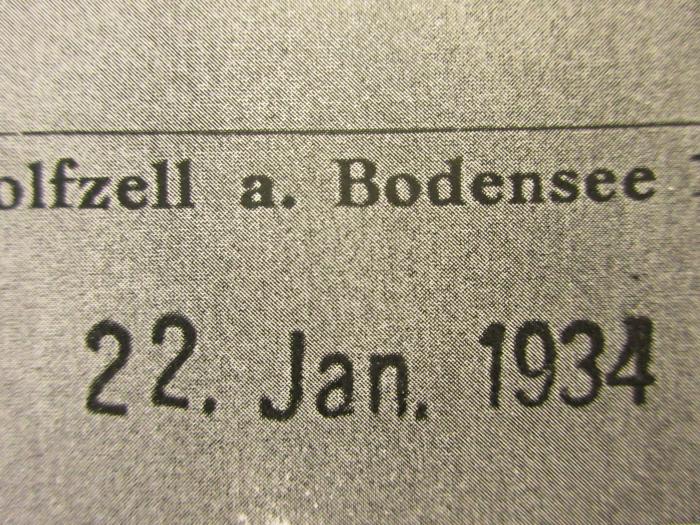 olfzell a. Bodensee
22. Jan. 1934